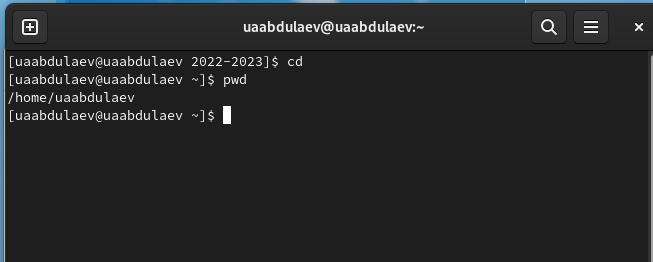 uaabdulaev@uaabdulaev:~
[uaabdulaev@uaabdulaev 2022-2023]$ cd
[uaabdulaev@uaabdulaev ~]$ pwd
/home/uaabdulaev
[uaabdulaev@uaabdulaev ~]$